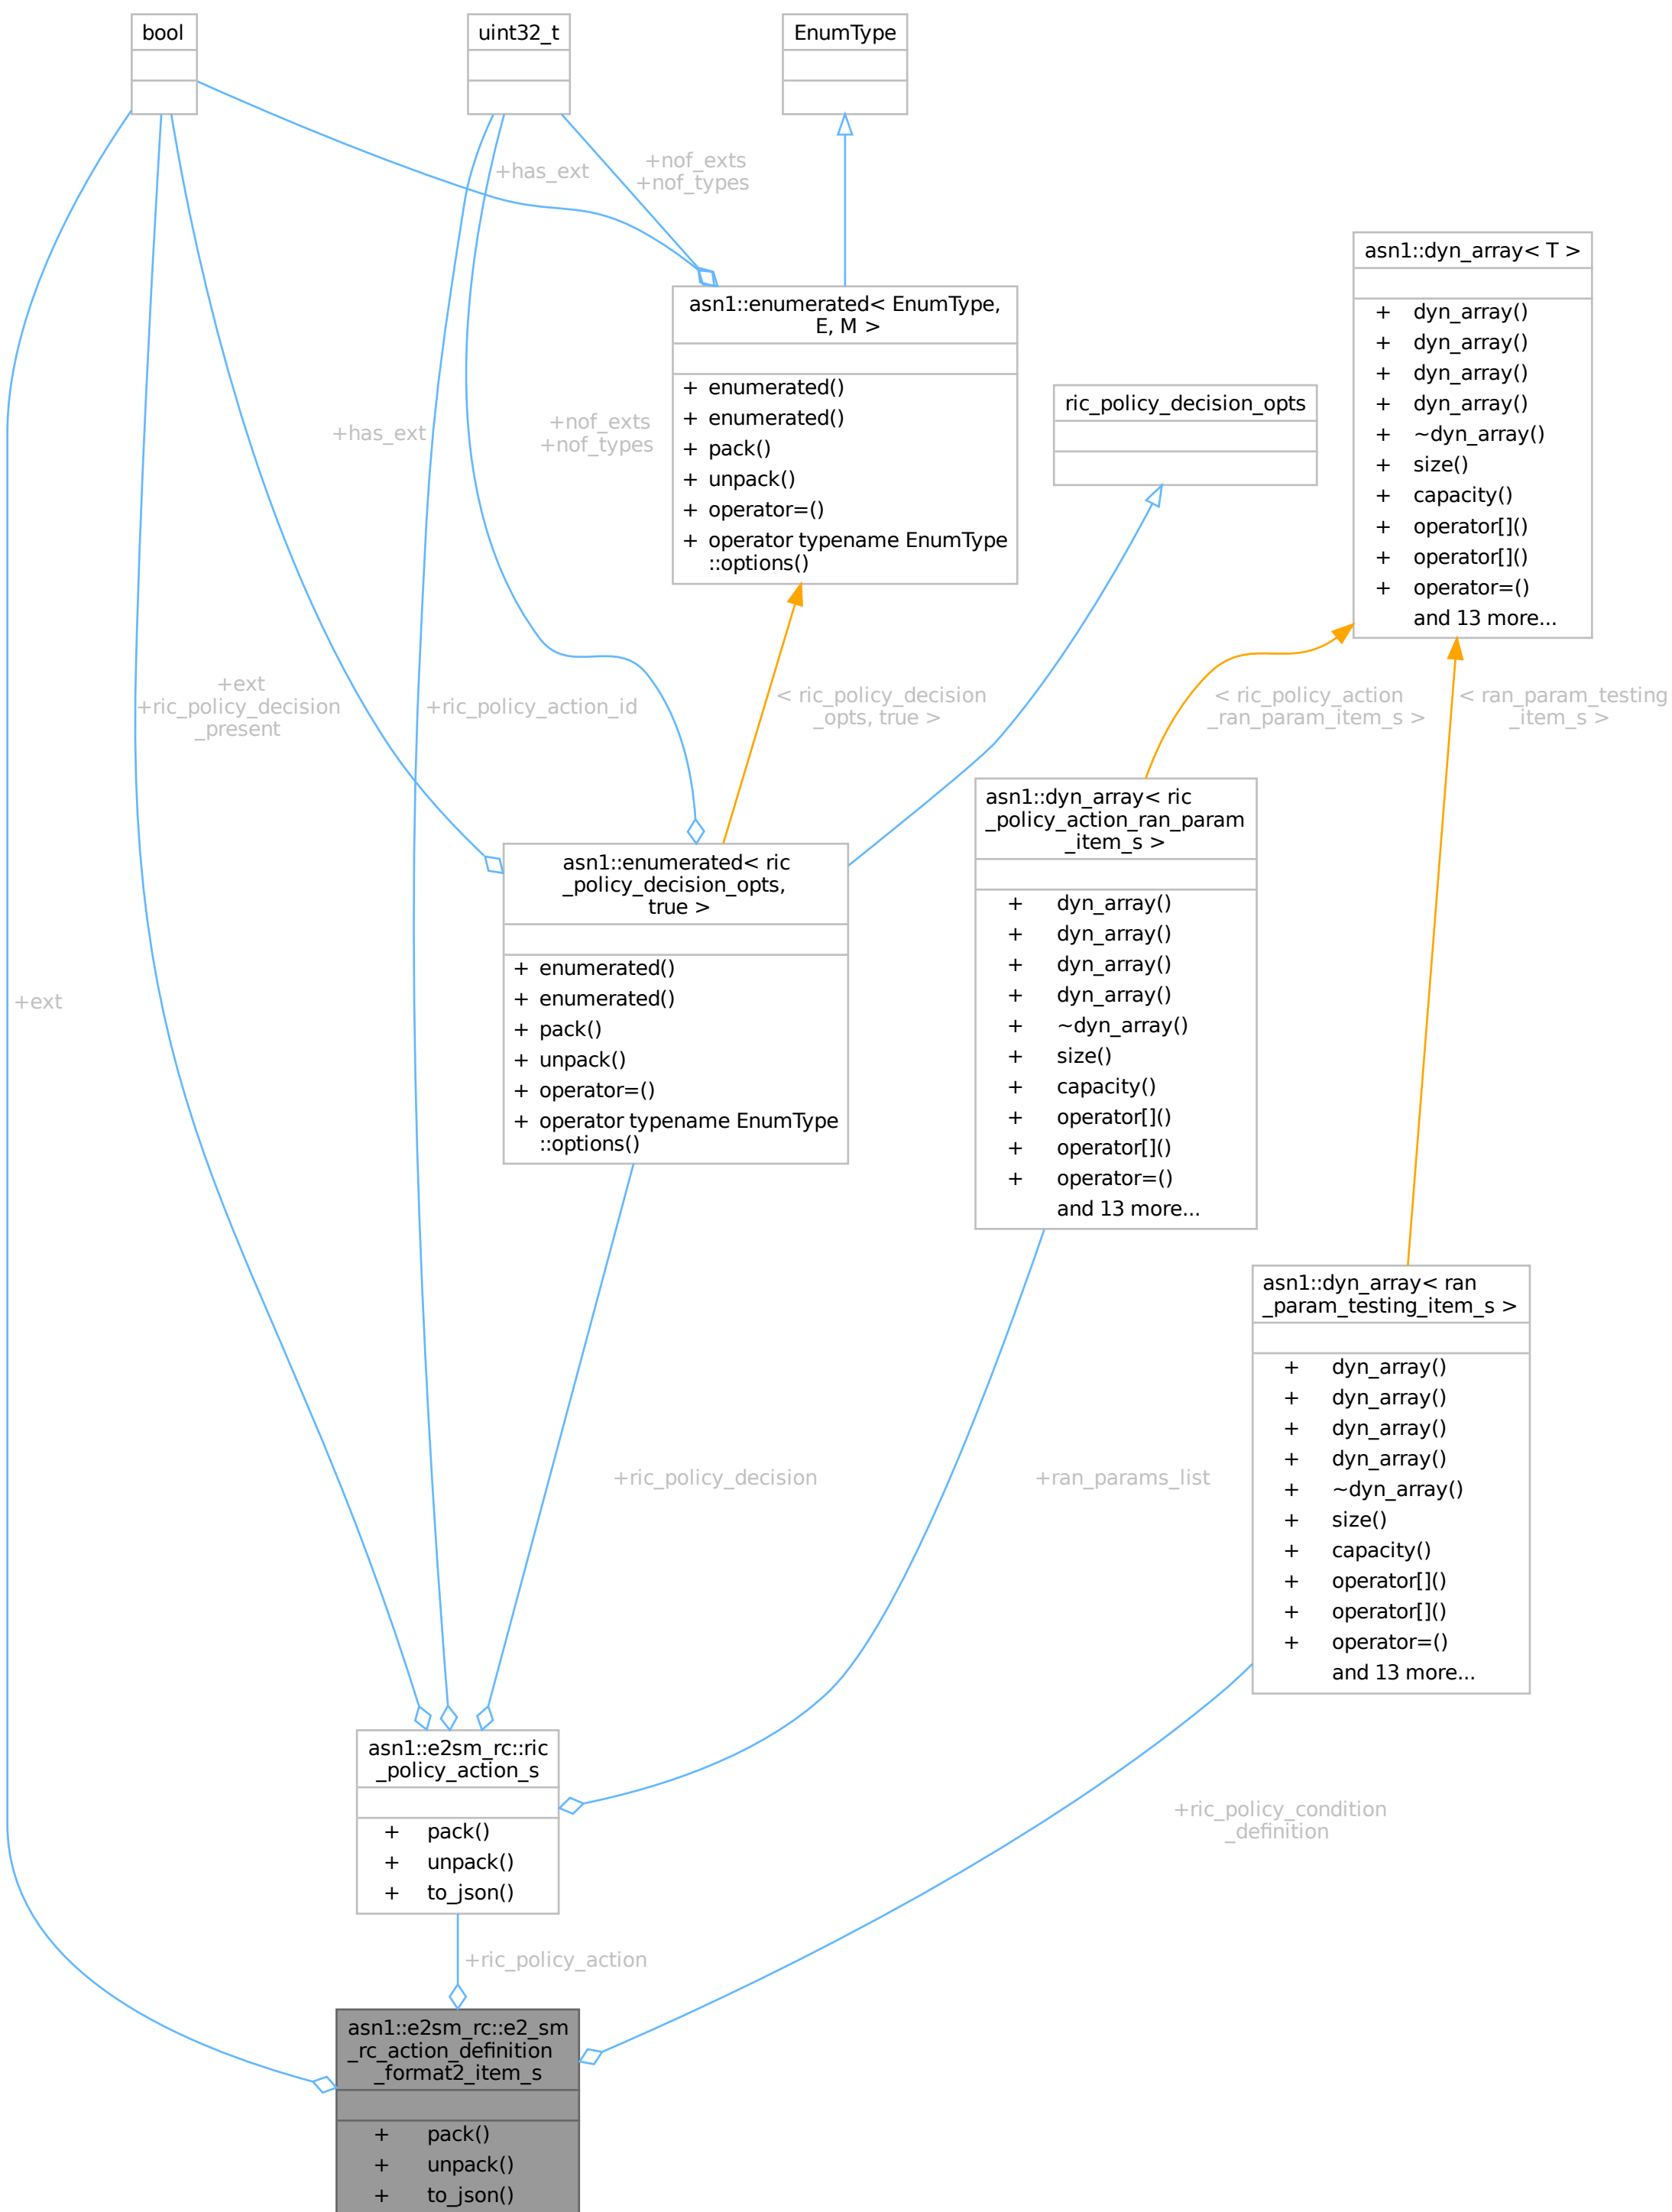 bool
uint32_t
EnumType
+has_ext
+nof_exts
+nof_types
asn1::dyn_array< T >
+ dyn_array()
+ dyn_array()
+ dyn_array()
+ dyn_array()
+ ~dyn_array()
+ size()
+ capacity()
+ operator[]()
+ operator[]()
+ operator=()
and 13 more...
asn1::enumerated< EnumType,
E, M >
+ enumerated()
+ enumerated()
+ pack()
+ unpack()
+ operator=()
+ operator typename EnumType
::options()
ric_policy_decision_opts
+has_ext
+nof_exts
+nof_types
+ext
+ric_policy_decision
_present
+ric_policy_action_id
< ric_policy_decision
_opts, true >
< ric_policy_action
_ran_param_item_s >
< ran_param_testing
_item_s >
asn1::dyn_array< ric
_policy_action_ran_param
_item_s >
+ dyn_array()
+ dyn_array()
+ dyn_array()
+ dyn_array()
+ ~dyn_array()
+ size()
+ capacity()
+ operator[]()
+ operator[]()
+ operator=()
and 13 more...
asn1::enumerated< ric
_policy_decision_opts,
true >
+ enumerated()
+ enumerated()
+ pack()
+ unpack()
+ operator=()
+ operator typename EnumType
::options()
+ext
asn1::dyn_array< ran
_param_testing_item_s >
+ dyn_array()
+ dyn_array()
+ dyn_array()
+ dyn_array()
+ ~dyn_array()
+ size()
+ capacity()
+ operator[]()
+ operator[]()
+ operator=()
and 13 more...
+ric_policy_decision
+ran_params_list
asn1::e2sm_rc::ric
_policy_action_s
+ pack()
+ unpack()
+ to_json()
+ric_policy_condition
_definition
+ric_policy_action
asn1::e2sm_rc::e2_sm
_rc_action_definition
_format2_item_s
+ pack()
+ unpack()
+ to_json()